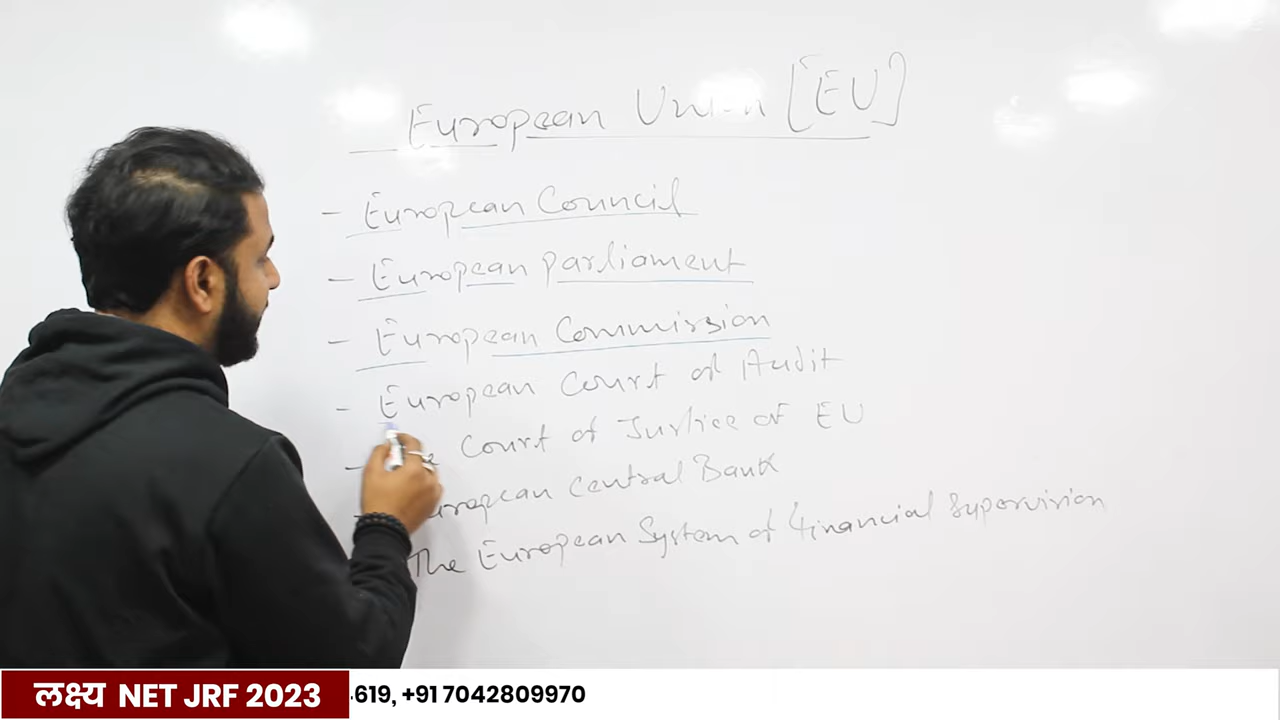 European Union [EU]
- European Council
- European parliament
- European Commission
- European Court of Audit
- Court of Justice of EU
European Central Bank
The European System of Financial Supervision
लक्ष्य NET JRF 2023
619, +91 7042809970